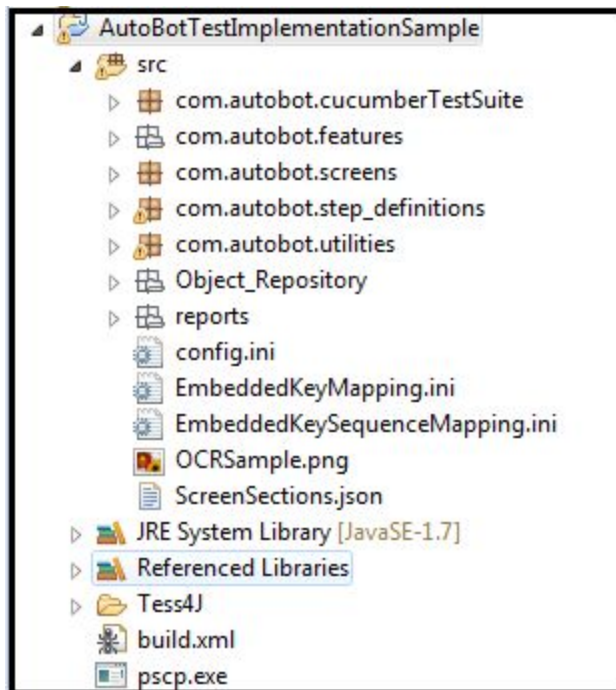 AutoBotTestImplementationSample
src
com.autobot.cucumberTestSuite
com.autobot.features
com.autobot.screens
com.autobot.step_definitions
com.autobot.utilities
Object_Repository
reports
config.ini
EmbeddedKeyMapping.ini
EmbeddedKeySequenceMapping.ini
OCRSample.png
ScreenSections.json
JRE System Library [JavaSE-1.7]
Referenced Libraries
Tess4J
build.xml
pscp.exe